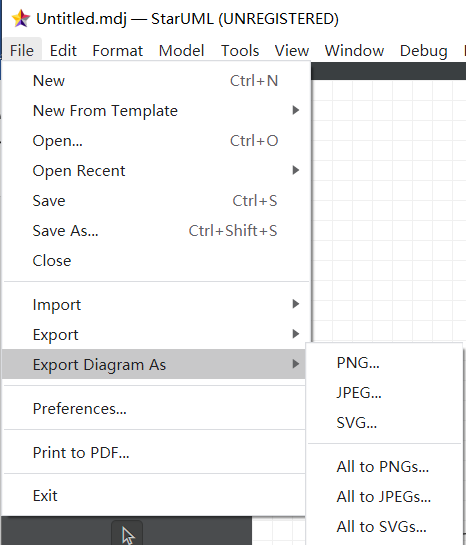 Untitled.mdj — StarUML (UNREGISTERED)
File Edit Format Model Tools View Window Debug
New Ctrl+N
New From Template
Open... Ctrl+O
Open Recent
Save Ctrl+S
Save As... Ctrl+Shift+S
Close
Import
Export
Export Diagram As
PNG...
JPEG...
SVG...
All to PNGs...
All to JPEGs...
All to SVGs...
Preferences...
Print to PDF...
Exit